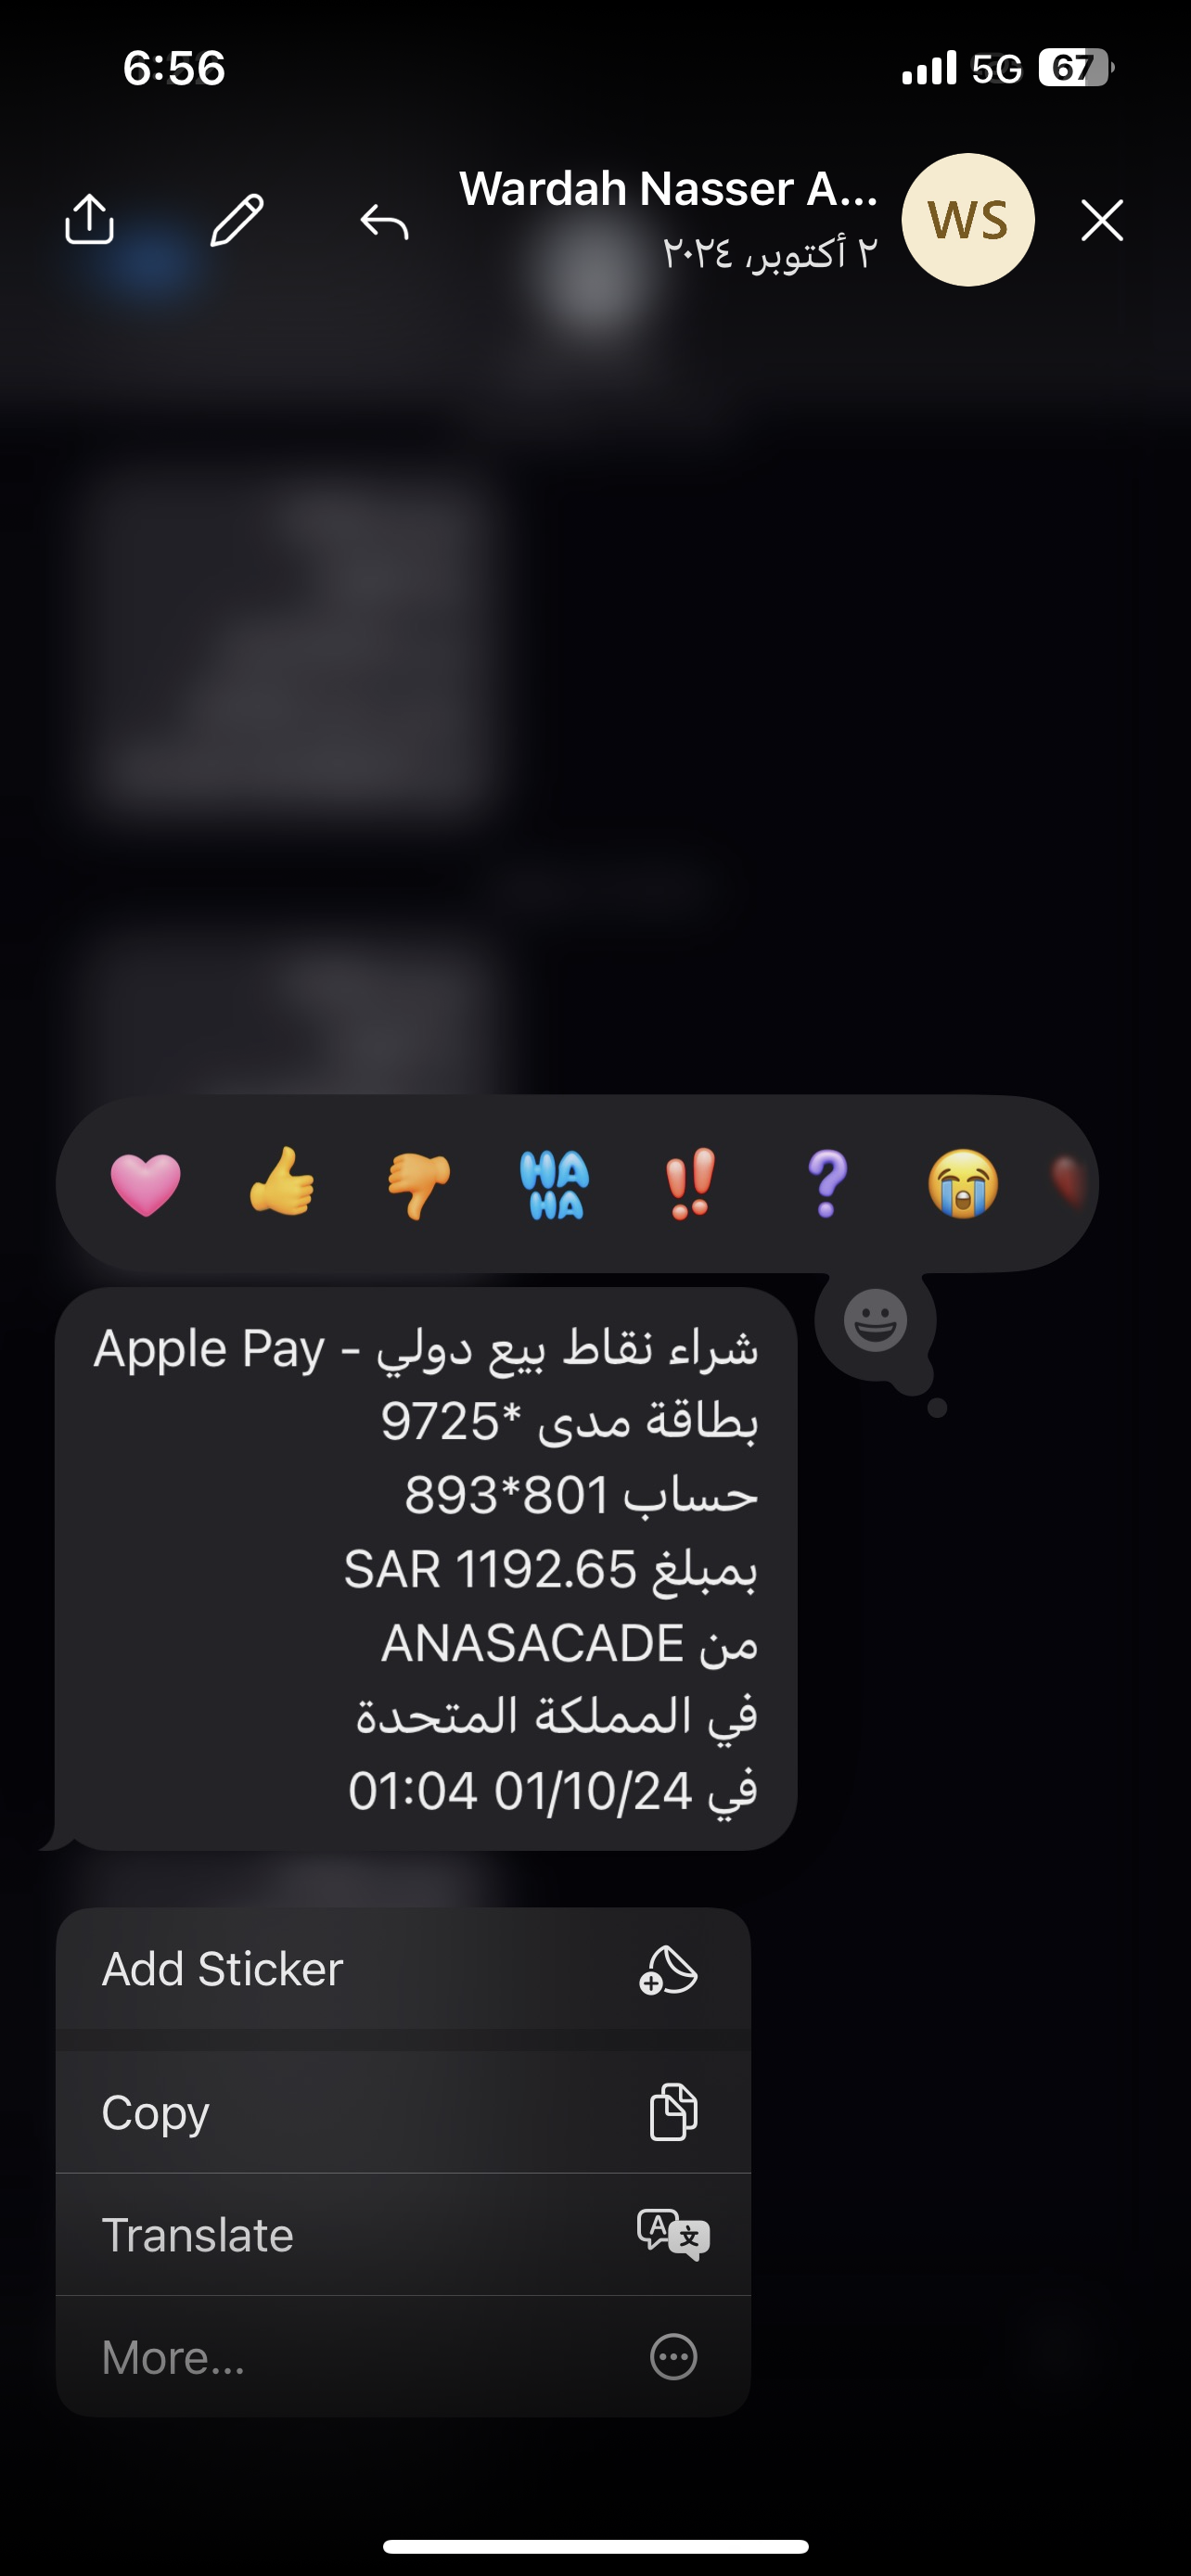 6:56
5G
67
Wardah Nasser A...
٢ أكتوبر، ٢٠٢٤
WS
HA HA
شراء نقاط بيع دولي - Apple Pay
بطاقة مدى *9725
حساب 801*893
بمبلغ SAR 1192.65
من ANASACADE
في المملكة المتحدة
في 01/10/24 01:04
Add Sticker
Copy
Translate
More...